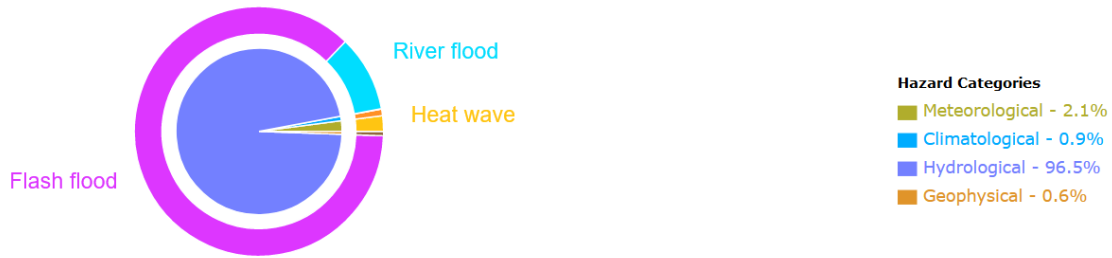 River flood
Heat wave
Flash flood
Hazard Categories
Meteorological - 2.1%
Climatological - 0.9%
Hydrological - 96.5%
Geophysical - 0.6%